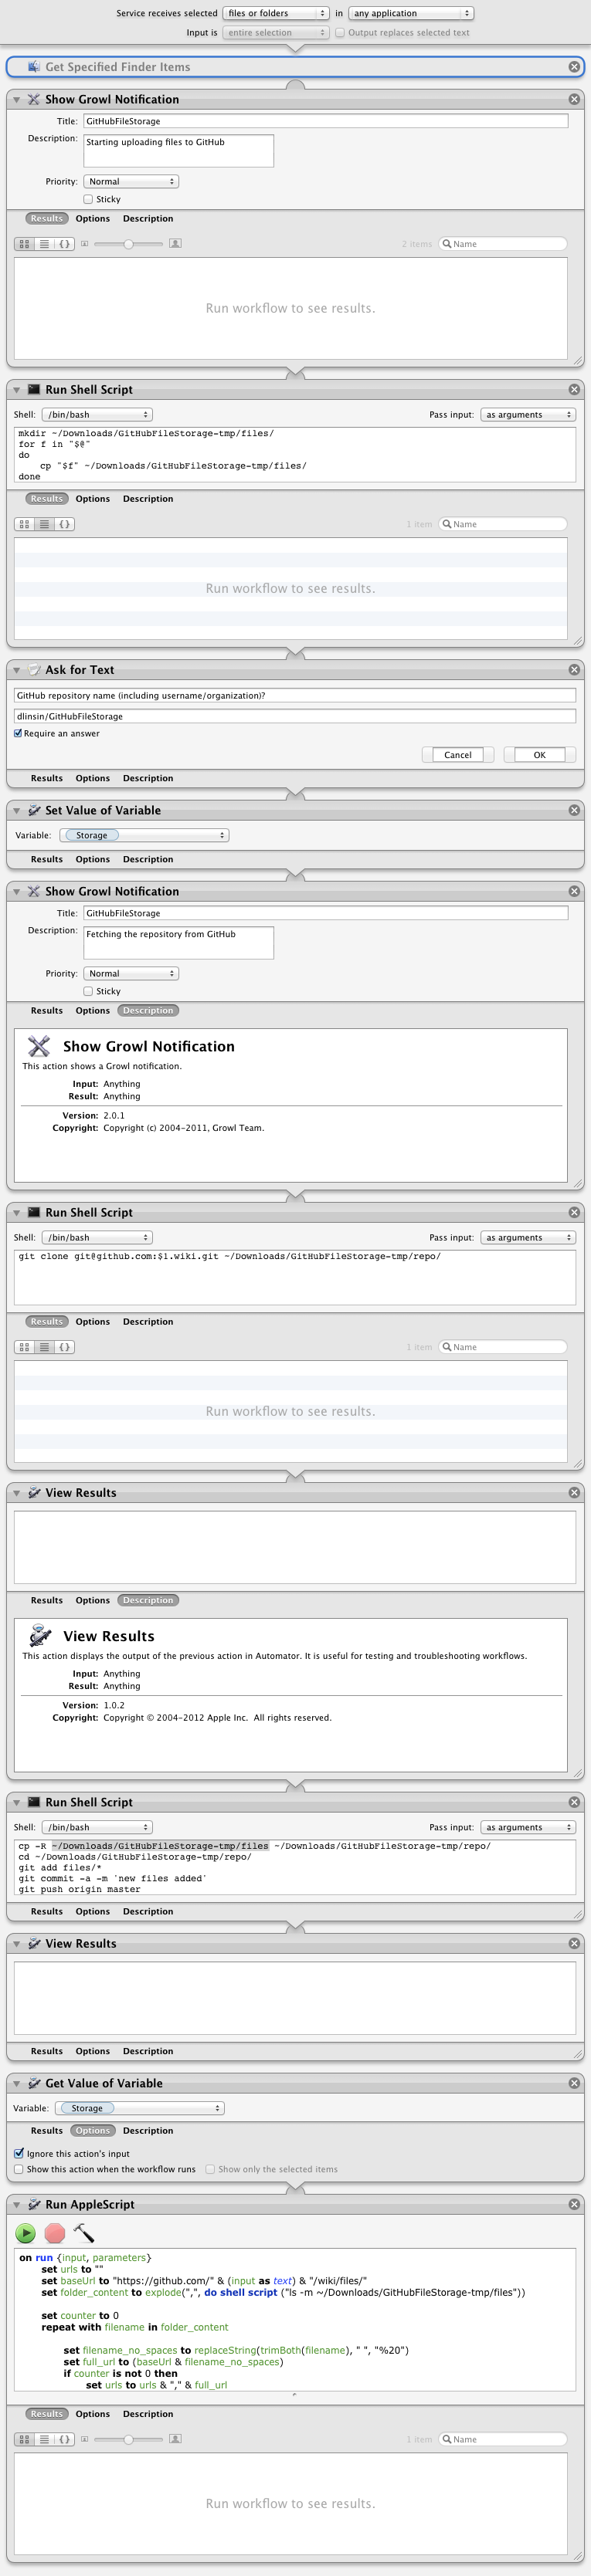 Service receives selected files or folders in any application
Input is entire selection Output replaces selected text
Get Specified Finder Items
Show Growl Notification
Title: GitHubFileStorage
Description: Starting uploading files to GitHub
Priority: Normal
Sticky
Results Options Description
2 items Name
Run workflow to see results.
Run Shell Script
Shell: /bin/bash Pass input: as arguments
mkdir ~/Downloads/GitHubFileStorage-tmp/files/
for f in "$@"
do
cp "$f" ~/Downloads/GitHubFileStorage-tmp/files/
done
Results Options Description
1 item Name
Run workflow to see results.
Ask for Text
GitHub repository name (including username/organization)?
dlinsin/GitHubFileStorage
Require an answer
Cancel OK
Results Options Description
Set Value of Variable
Variable: Storage
Results Options Description
Show Growl Notification
Title: GitHubFileStorage
Description: Fetching the repository from GitHub
Priority: Normal
Sticky
Results Options Description
Show Growl Notification
This action shows a Growl notification.
Input: Anything
Result: Anything
Version: 2.0.1
Copyright: Copyright (c) 2004-2011, Growl Team.
Run Shell Script
Shell: /bin/bash Pass input: as arguments
git clone git@github.com:$1.wiki.git ~/Downloads/GitHubFileStorage-tmp/repo/
Results Options Description
1 item Name
Run workflow to see results.
View Results
Results Options Description
View Results
This action displays the output of the previous action in Automator. It is useful for testing and troubleshooting workflows.
Input: Anything
Result: Anything
Version: 1.0.2
Copyright: Copyright © 2004-2012 Apple Inc. All rights reserved.
Run Shell Script
Shell: /bin/bash Pass input: as arguments
cp -R ~/Downloads/GitHubFileStorage-tmp/files ~/Downloads/GitHubFileStorage-tmp/repo/
cd ~/Downloads/GitHubFileStorage-tmp/repo/
git add files/*
git commit -a -m 'new files added'
git push origin master
Results Options Description
View Results
Results Options Description
Get Value of Variable
Variable: Storage
Results Options Description
Ignore this action's input
Show this action when the workflow runs Show only the selected items
Run AppleScript
on run {input, parameters}
set urls to ""
set baseUrl to "https://github.com/" & (input as text) & "/wiki/files/"
set folder_content to explode(",", do shell script ("ls -m ~/Downloads/GitHubFileStorage-tmp/files"))
set counter to 0
repeat with filename in folder_content
set filename_no_spaces to replaceString(trimBoth(filename), " ", "%20")
set full_url to (baseUrl & filename_no_spaces)
if counter is not 0 then
set urls to urls & "," & full_url
Results Options Description
1 item Name
Run workflow to see results.